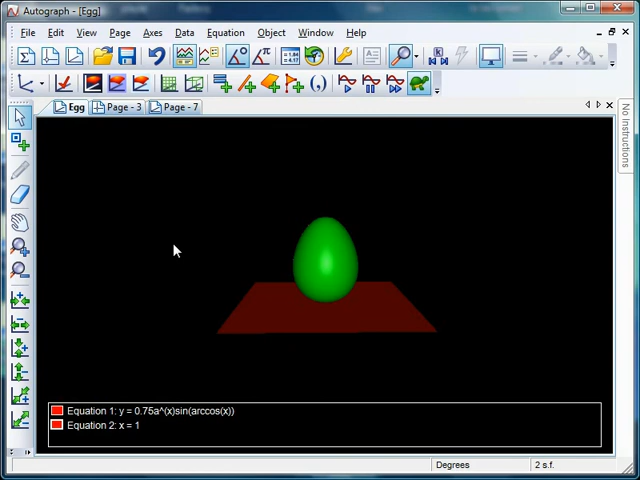 Autograph - [Egg]
File Edit View Page Axes Data Equation Object Window Help
Egg Page - 3 Page - 7
No Instructions
Equation 1: y = 0.75a^(x)sin(arccos(x))
Equation 2: x = 1
Degrees 2 s.f.